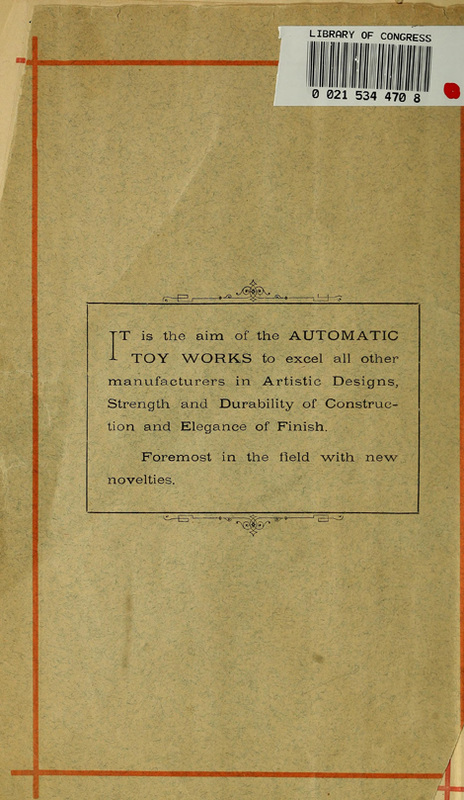 LIBRARY OF CONGRESS
0 021 534 470 8
IT is the aim of the AUTOMATIC
TOY WORKS to excel all other
manufacturers in Artistic Designs,
Strength and Durability of Construc-
tion and Elegance of Finish.
Foremost in the field with new
novelties.